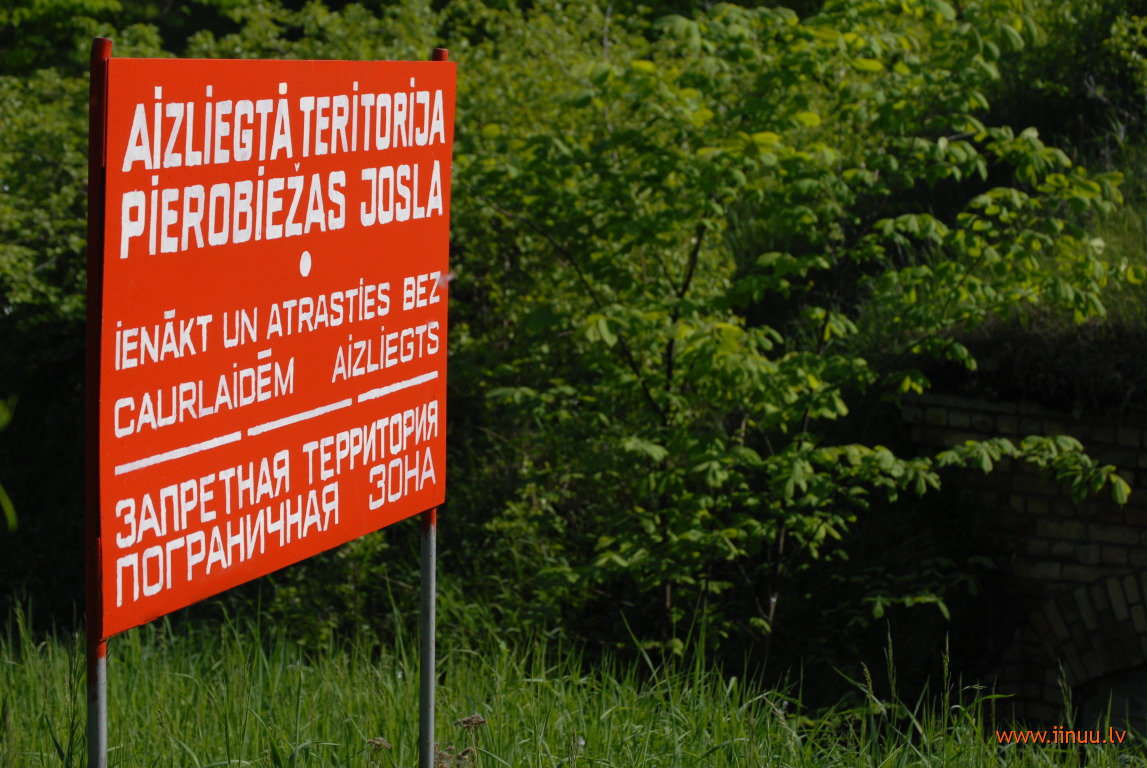 AIZLIEGTĀ TERITORIJA
PIEROBIEŽAS JOSLA
IENĀKT UN ATRASTIES BEZ
CAURLAIDĒM AIZLIEGTS
ЗАПРЕТНАЯ ТЕРРИТОРИЯ
ПОГРАНИЧНАЯ ЗОНА
www.iinuu.lv